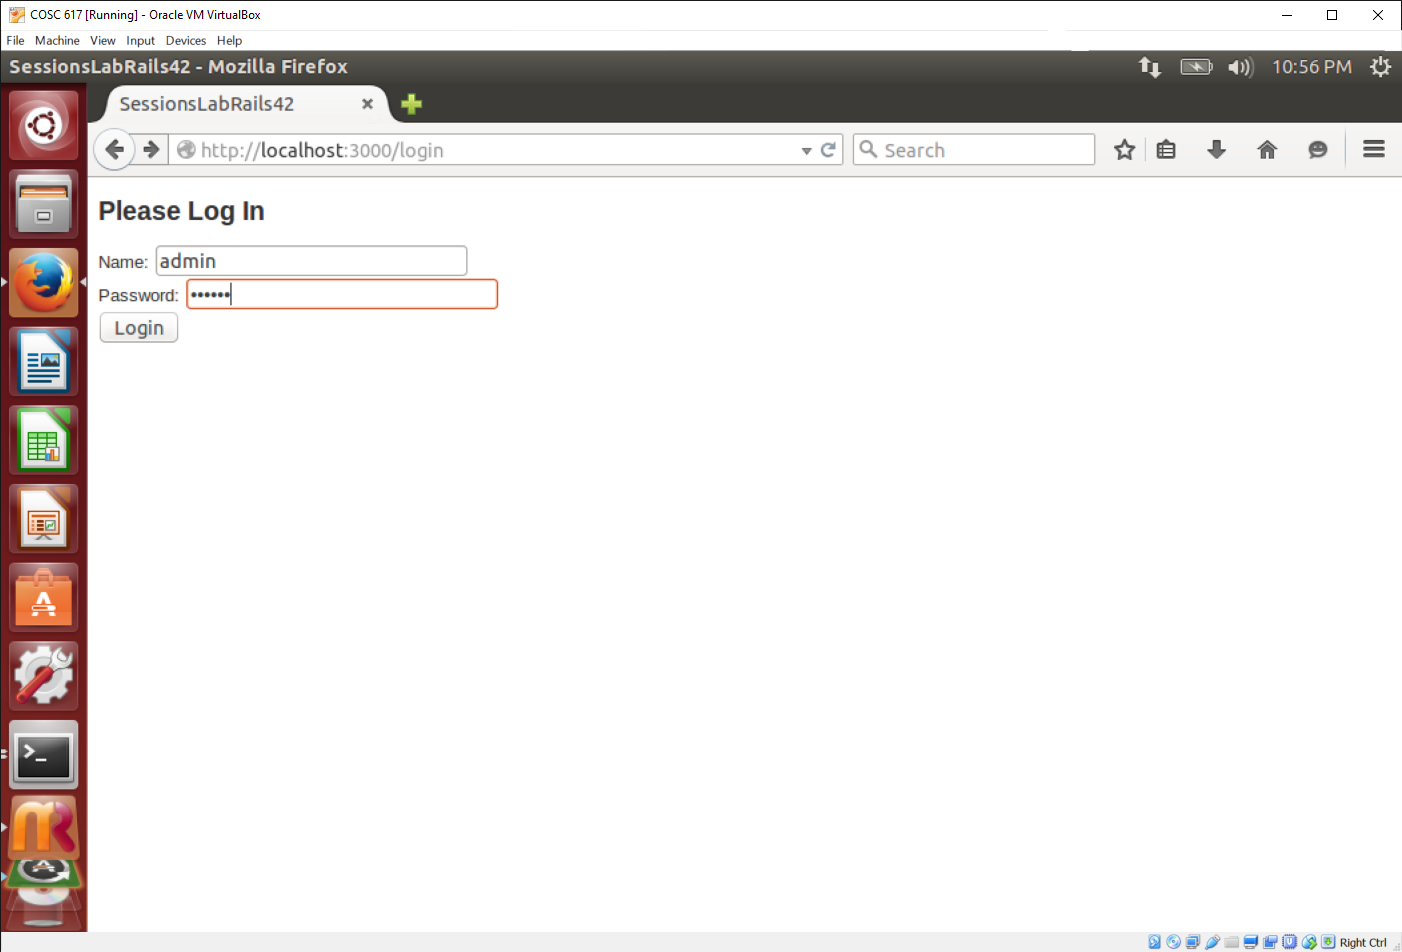 COSC 617 [Running] - Oracle VM VirtualBox
File Machine View Input Devices Help
SessionsLabRails42 - Mozilla Firefox
10:56 PM
SessionsLabRails42
http://localhost:3000/login
Search
Please Log In
Name: admin
Password: ••••••
Login
Right Ctrl